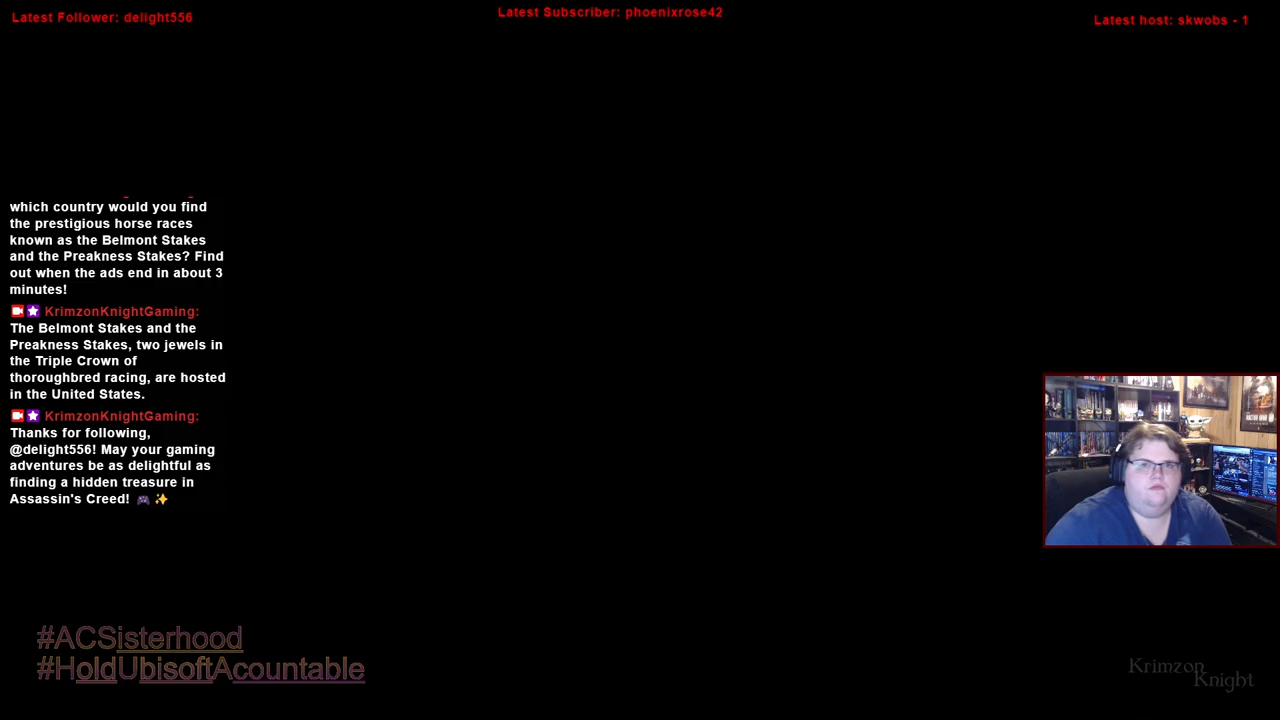 Latest Follower: delight556
Latest Subscriber: phoenixrose42
Latest host: skwobs - 1
which country would you find
the prestigious horse races
known as the Belmont Stakes
and the Preakness Stakes? Find
out when the ads end in about 3
minutes!
KrimzonKnightGaming:
The Belmont Stakes and the
Preakness Stakes, two jewels in
the Triple Crown of
thoroughbred racing, are hosted
in the United States.
KrimzonKnightGaming:
Thanks for following,
@delight556! May your gaming
adventures be as delightful as
finding a hidden treasure in
Assassin's Creed! 🎮 ✨
#ACSisterhood
#HoldUbisoftAcountable
Krimzon
Knight